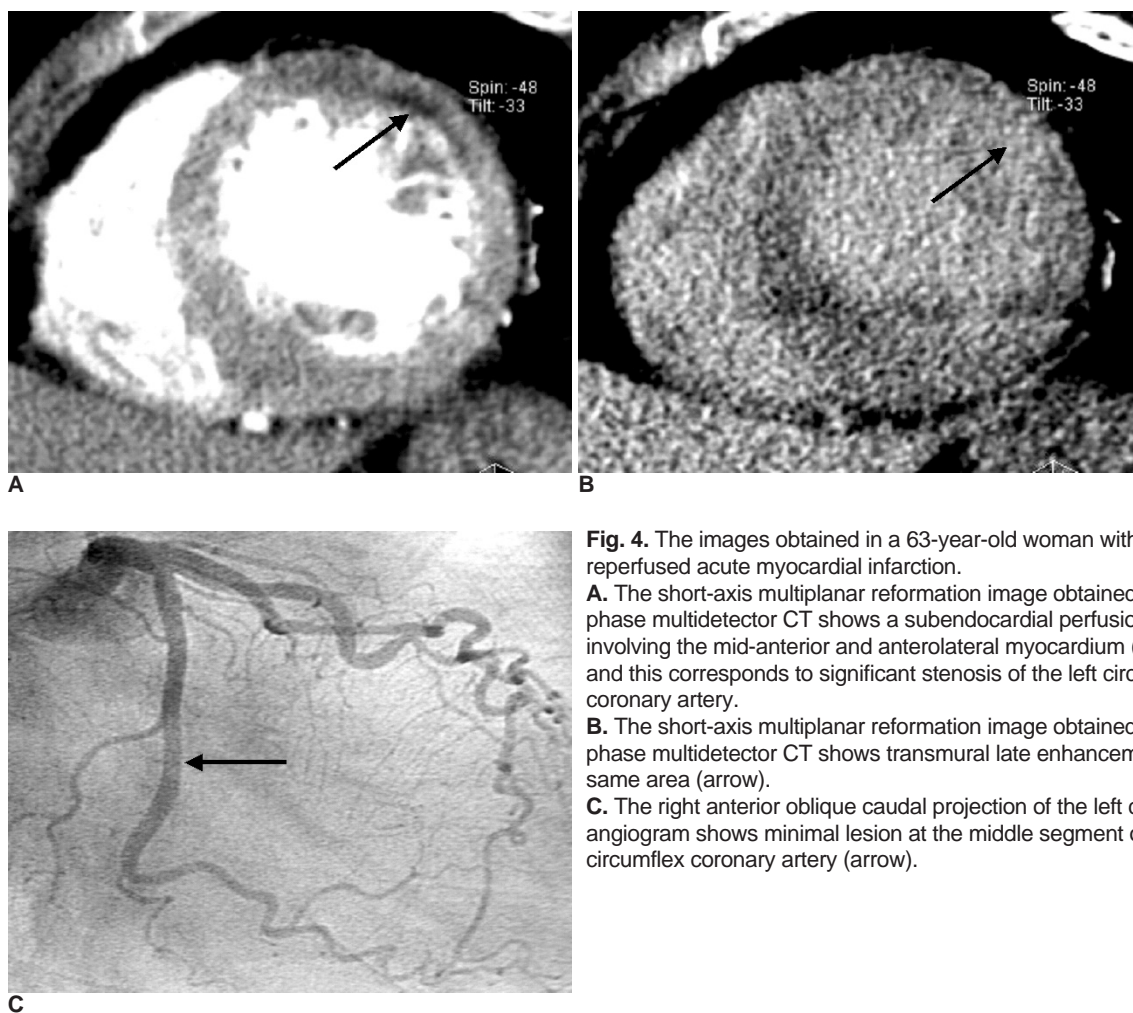 Spin: -48
Tilt: -33
Spin: -48
Tilt: -33
A
B
C
Fig. 4. The images obtained in a 63-year-old woman with
reperfused acute myocardial infarction.
A. The short-axis multiplanar reformation image obtained
phase multidetector CT shows a subendocardial
involving the mid-anterior and anterolateral myocardium
and this corresponds to significant stenosis of the left
coronary artery.
B. The short-axis multiplanar reformation image obtained
phase multidetector CT shows transmural late
same area (arrow).
C. The right anterior oblique caudal projection of the left
angiogram shows minimal lesion at the middle segment
circumflex coronary artery (arrow).